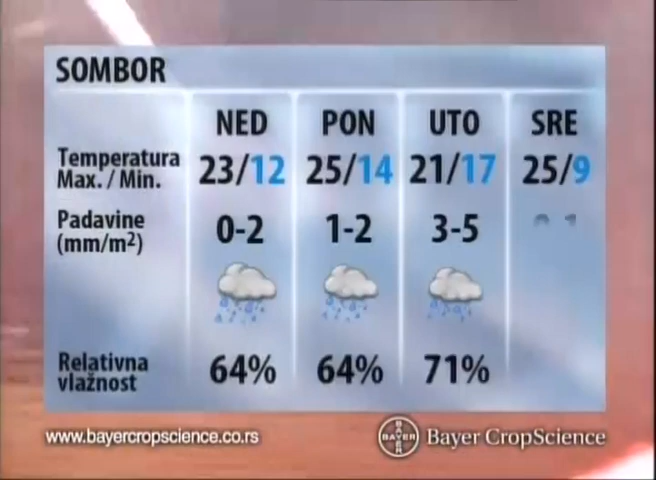 SOMBOR
NED PON UTO SRE
Temperatura
Max. / Min.
23/12 25/14 21/17 25/9
Padavine
(mm/m²)
0-2 1-2 3-5
Relativna
vlažnost
64% 64% 71%
www.bayercropscience.co.rs
BAYER
BAYER
Bayer CropScience